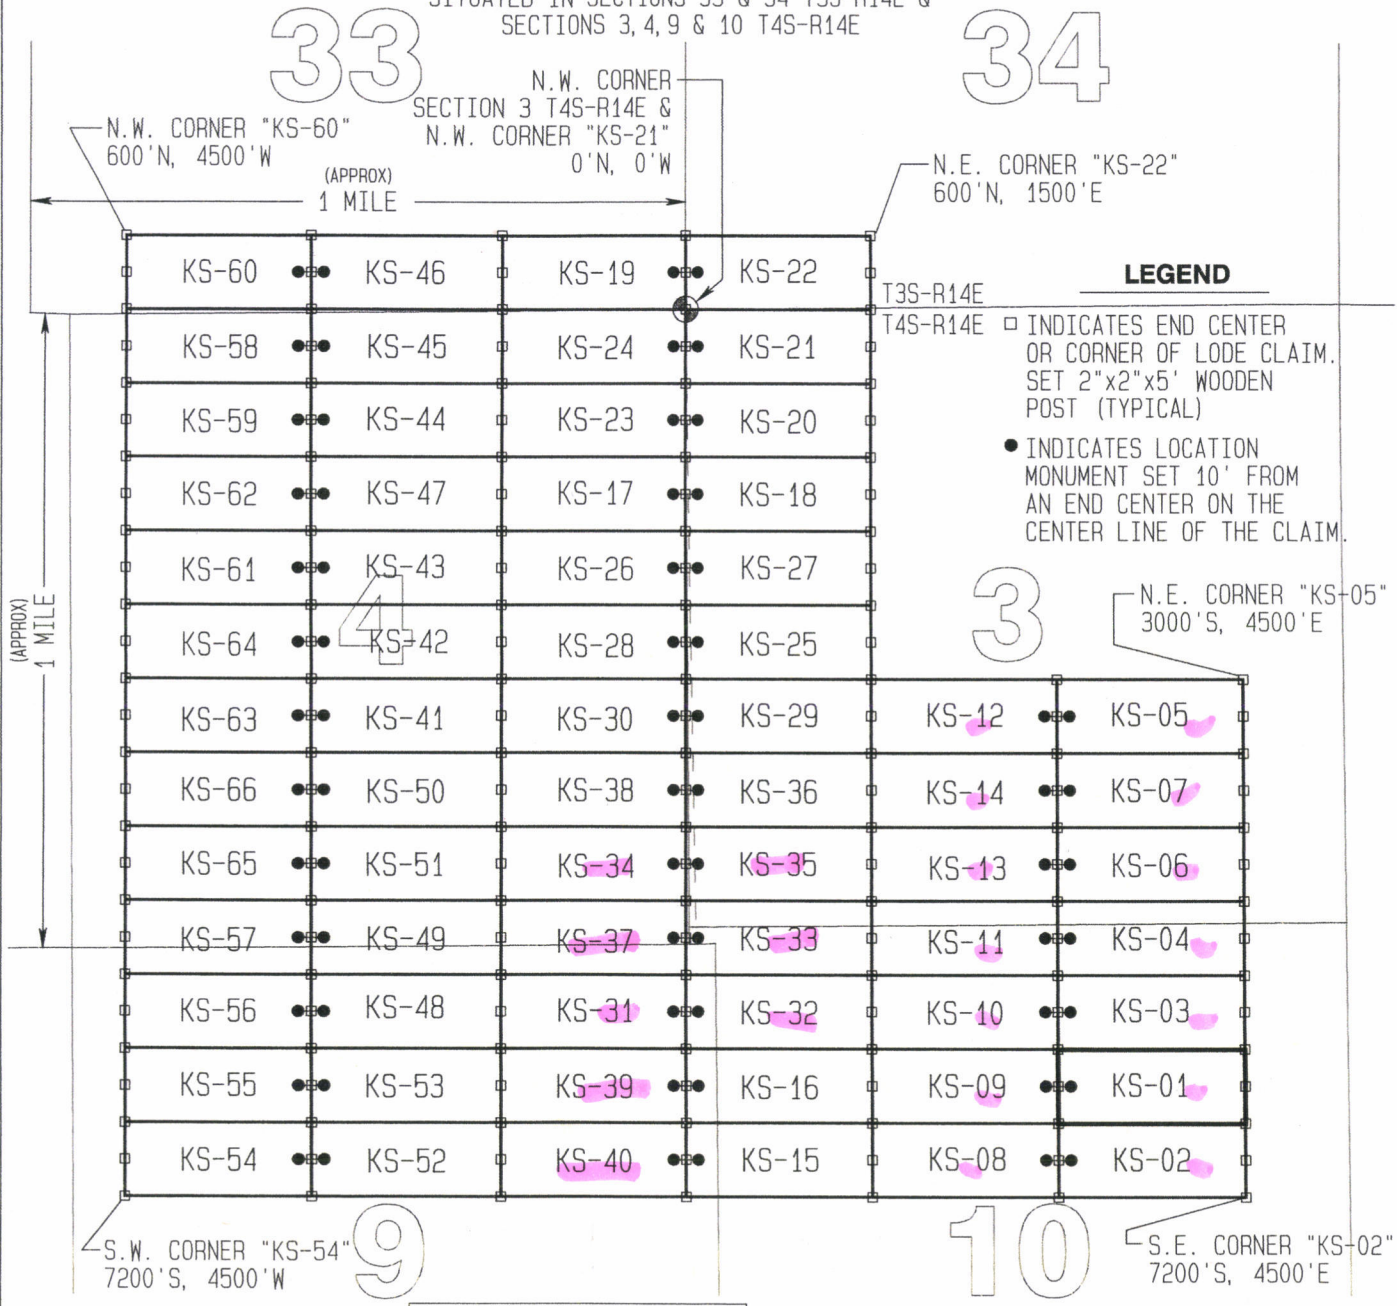 SITUATED IN SECTIONS 33 & 34 T3S-R14E &
SECTIONS 3, 4, 9 & 10 T4S-R14E
33
34
N.W. CORNER
SECTION 3 T4S-R14E &
N.W. CORNER "KS-21"
0'N, 0'W
N.W. CORNER "KS-60"
600'N, 4500'W
(APPROX)
1 MILE
N.E. CORNER "KS-22"
600'N, 1500'E
KS-60 KS-46 KS-19 KS-22
T3S-R14E
T4S-R14E
LEGEND
INDICATES END CENTER
OR CORNER OF LODE CLAIM.
SET 2"x2"x5' WOODEN
POST (TYPICAL)
INDICATES LOCATION
MONUMENT SET 10' FROM
AN END CENTER ON THE
CENTER LINE OF THE CLAIM.
KS-58 KS-45 KS-24 KS-21
KS-59 KS-44 KS-23 KS-20
KS-62 KS-47 KS-17 KS-18
KS-61 KS-43 KS-26 KS-27
4
3
N.E. CORNER "KS-05"
3000'S, 4500'E
(APPROX)
1 MILE
KS-64 KS-42 KS-28 KS-25
KS-63 KS-41 KS-30 KS-29 KS-12 KS-05
KS-66 KS-50 KS-38 KS-36 KS-14 KS-07
KS-65 KS-51 KS-34 KS-35 KS-13 KS-06
KS-57 KS-49 KS-37 KS-33 KS-11 KS-04
KS-56 KS-48 KS-31 KS-32 KS-10 KS-03
KS-55 KS-53 KS-39 KS-16 KS-09 KS-01
KS-54 KS-52 KS-40 KS-15 KS-08 KS-02
9
10
S.W. CORNER "KS-54"
7200'S, 4500'W
S.E. CORNER "KS-02"
7200'S, 4500'E